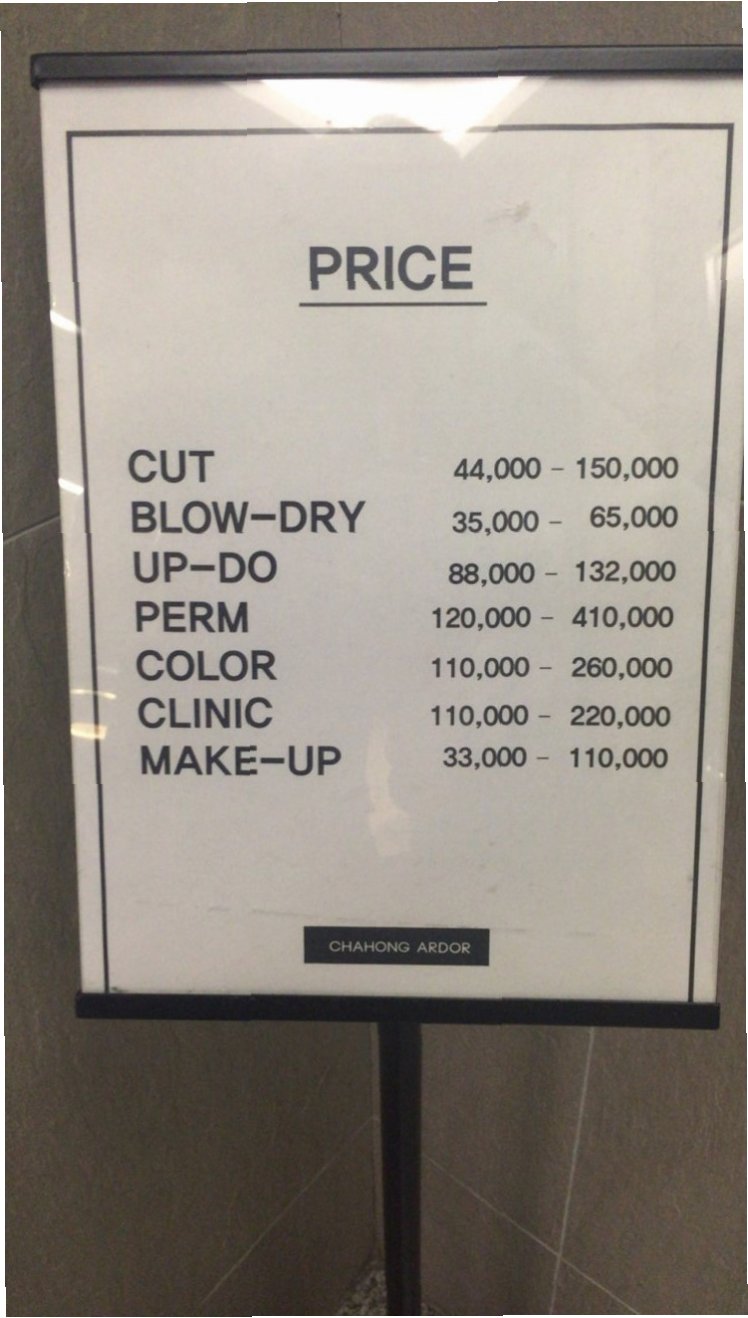 PRICE
CUT 44,000 - 150,000
BLOW-DRY 35,000 - 65,000
UP-DO 88,000 - 132,000
PERM 120,000 - 410,000
COLOR 110,000 - 260,000
CLINIC 110,000 - 220,000
MAKE-UP 33,000 - 110,000
CHAHONG ARDOR